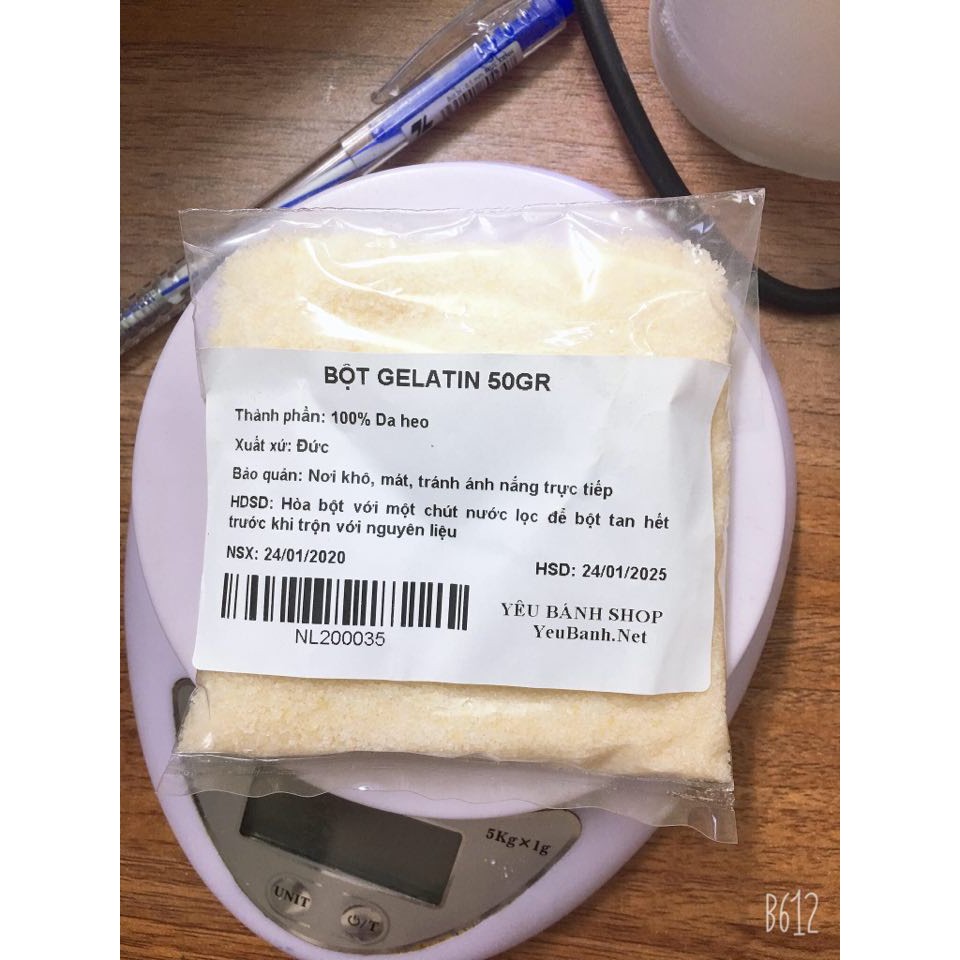 BỘT GELATIN 50GR
Thành phần: 100% Da heo
Xuất xứ: Đức
Bảo quản: Nơi khô, mát, tránh ánh nắng trực tiếp
HDSD: Hòa bột với một chút nước lọc để bột tan hết
trước khi trộn với nguyên liệu
NSX: 24/01/2020
HSD: 24/01/2025
NL200035
YÊU BÁNH SHOP
YeuBanh.Net
5Kg×1g
UNIT
/T
B612